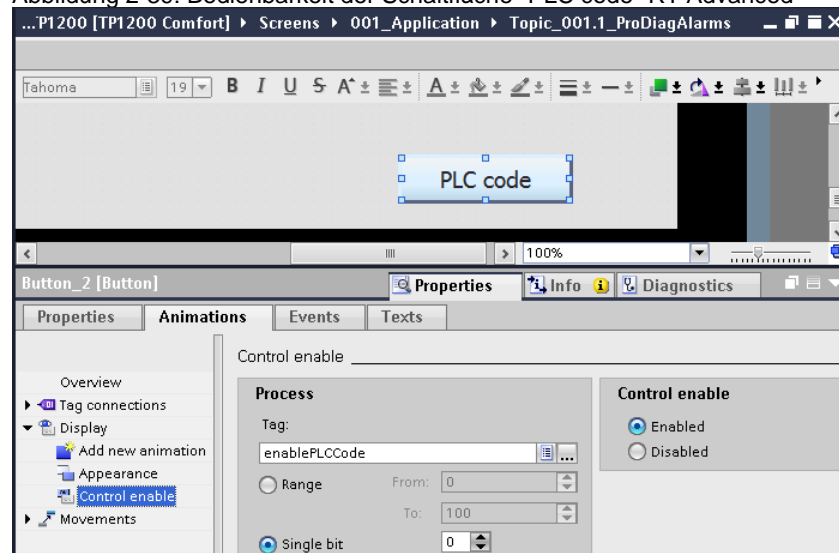 Abbildung 2-35: Bedienbarkeit der Schaltfläche "PLC code" RT Advanced
...P1200 [TP1200 Comfort] ▸ Screens ▸ 001_Application ▸ Topic_001.1_ProDiagAlarms
Tahoma 19 B I U S A A
PLC code
100%
Button_2 [Button] Properties Info Diagnostics
Properties Animations Events Texts
Control enable
Overview
Tag connections
Display
Add new animation
Appearance
Control enable
Movements
Process
Tag:
enablePLCCode
Range From: 0
To: 100
Single bit 0
Control enable
Enabled
Disabled